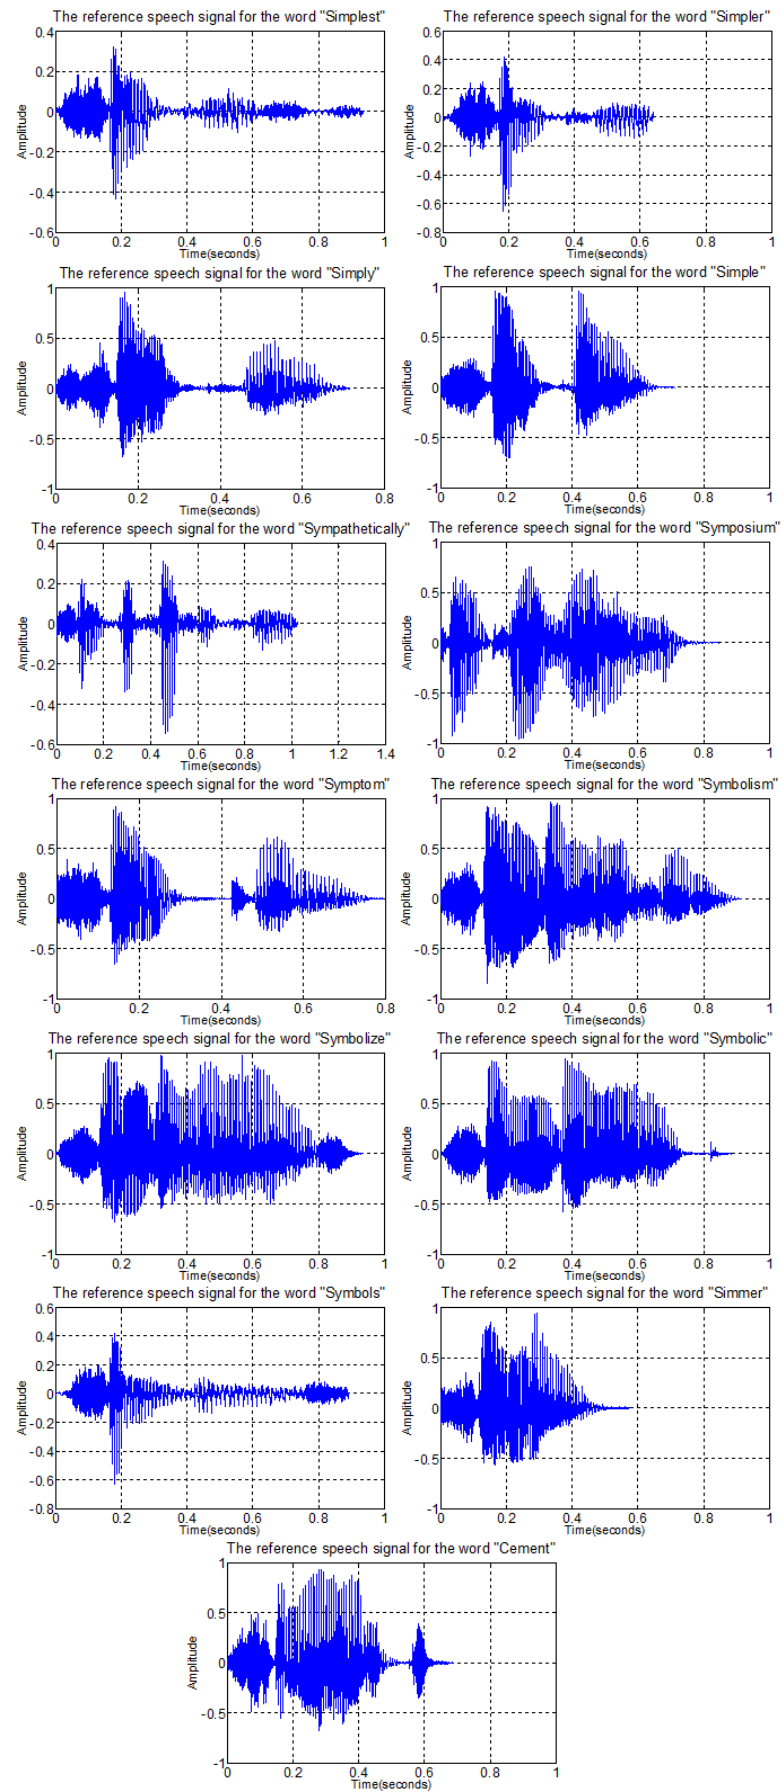 The reference speech signal for the word "Simplest"
Amplitude
0.4
0.2
0
-0.2
-0.4
-0.6
0 0.2 0.4 0.6 0.8 1
Time(seconds)
The reference speech signal for the word "Simpler"
Amplitude
0.6
0.4
0.2
0
-0.2
-0.4
-0.6
-0.8
0 0.2 0.4 0.6 0.8 1
Time(seconds)
The reference speech signal for the word "Simply"
Amplitude
1
0.5
0
-0.5
-1
0 0.2 0.4 0.6 0.8
Time(seconds)
The reference speech signal for the word "Simple"
Amplitude
1
0.5
0
-0.5
-1
0 0.2 0.4 0.6 0.8 1
Time(seconds)
The reference speech signal for the word "Sympathetically"
Amplitude
0.4
0.2
0
-0.2
-0.4
-0.6
0 0.2 0.4 0.6 0.8 1 1.2 1.4
Time(seconds)
The reference speech signal for the word "Symposium"
Amplitude
1
0.5
0
-0.5
-1
0 0.2 0.4 0.6 0.8 1
Time(seconds)
The reference speech signal for the word "Symptom"
Amplitude
1
0.5
0
-0.5
-1
0 0.2 0.4 0.6 0.8
Time(seconds)
The reference speech signal for the word "Symbolism"
Amplitude
1
0.5
0
-0.5
-1
0 0.2 0.4 0.6 0.8 1
Time(seconds)
The reference speech signal for the word "Symbolize"
Amplitude
1
0.5
0
-0.5
-1
0 0.2 0.4 0.6 0.8 1
Time(seconds)
The reference speech signal for the word "Symbolic"
Amplitude
1
0.5
0
-0.5
-1
0 0.2 0.4 0.6 0.8 1
Time(seconds)
The reference speech signal for the word "Symbols"
Amplitude
0.6
0.4
0.2
0
-0.2
-0.4
-0.6
-0.8
0 0.2 0.4 0.6 0.8 1
Time(seconds)
The reference speech signal for the word "Simmer"
Amplitude
1
0.5
0
-0.5
-1
0 0.2 0.4 0.6 0.8 1
Time(seconds)
The reference speech signal for the word "Cement"
Amplitude
1
0.5
0
-0.5
-1
0 0.2 0.4 0.6 0.8 1
Time(seconds)